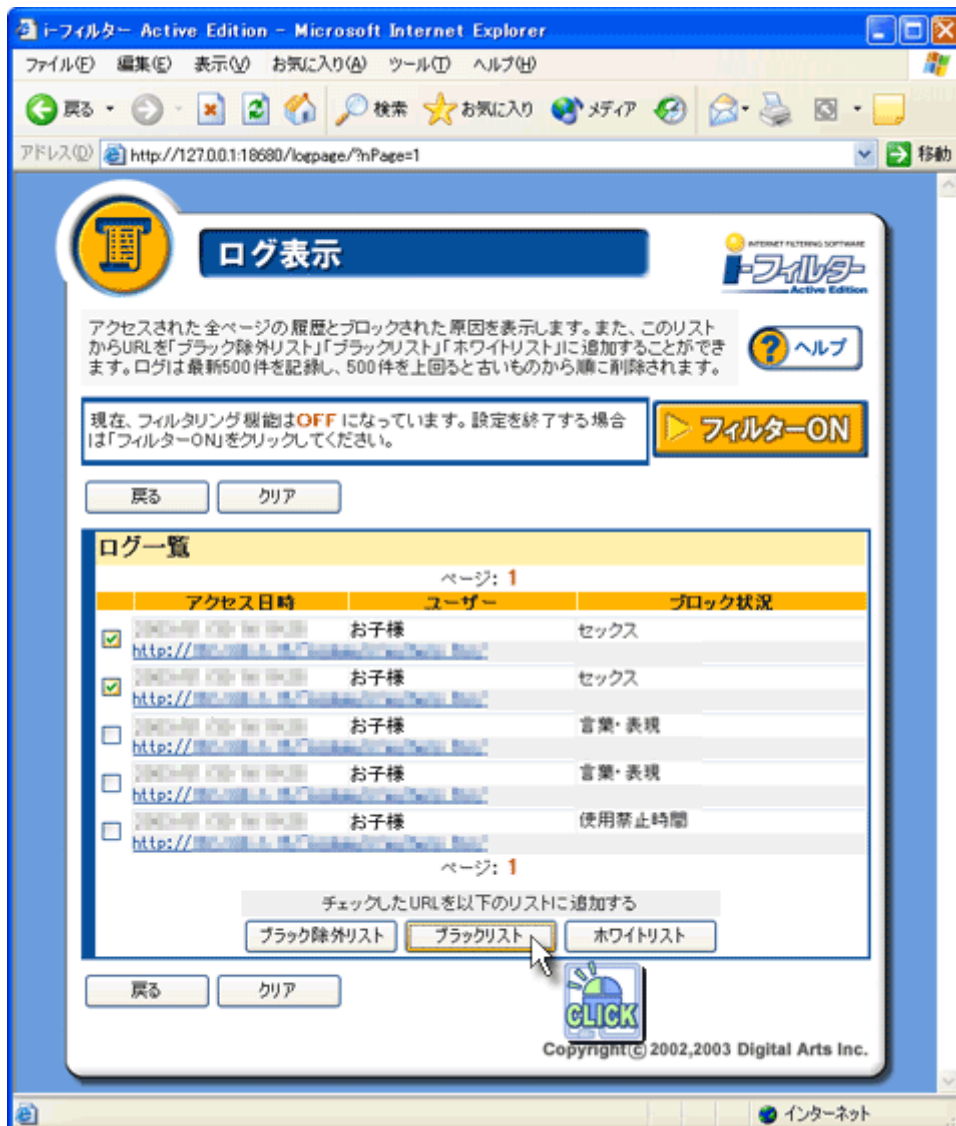 i-フィルター Active Edition - Microsoft Internet Explorer
ファイル(F) 編集(E) 表示(V) お気に入り(A) ツール(T) ヘルプ(H)
戻る 検索 お気に入り メディア
アドレス(D) http://127.0.0.1:18680/logpage/?nPage=1 移動
ログ表示
INTERNET FILTERING SOFTWARE
i-フィルター
Active Edition
アクセスされた全ページの履歴とブロックされた原因を表示します。また、このリスト
からURLを「ブラック除外リスト」「ブラックリスト」「ホワイトリスト」に追加することができ
ます。ログは最新500件を記録し、500件を上回ると古いものから順に削除されます。
ヘルプ
現在、フィルタリング機能はOFFになっています。設定を終了する場合
は「フィルターON」をクリックしてください。
フィルターON
戻る クリア
ログ一覧
ページ: 1
アクセス日時 ユーザー ブロック状況
お子様 セックス
http://
お子様 セックス
http://
お子様 言葉・表現
http://
お子様 言葉・表現
http://
お子様 使用禁止時間
http://
ページ: 1
チェックしたURLを以下のリストに追加する
ブラック除外リスト ブラックリスト ホワイトリスト
戻る クリア
CLICK
Copyright(c) 2002,2003 Digital Arts Inc.
インターネット